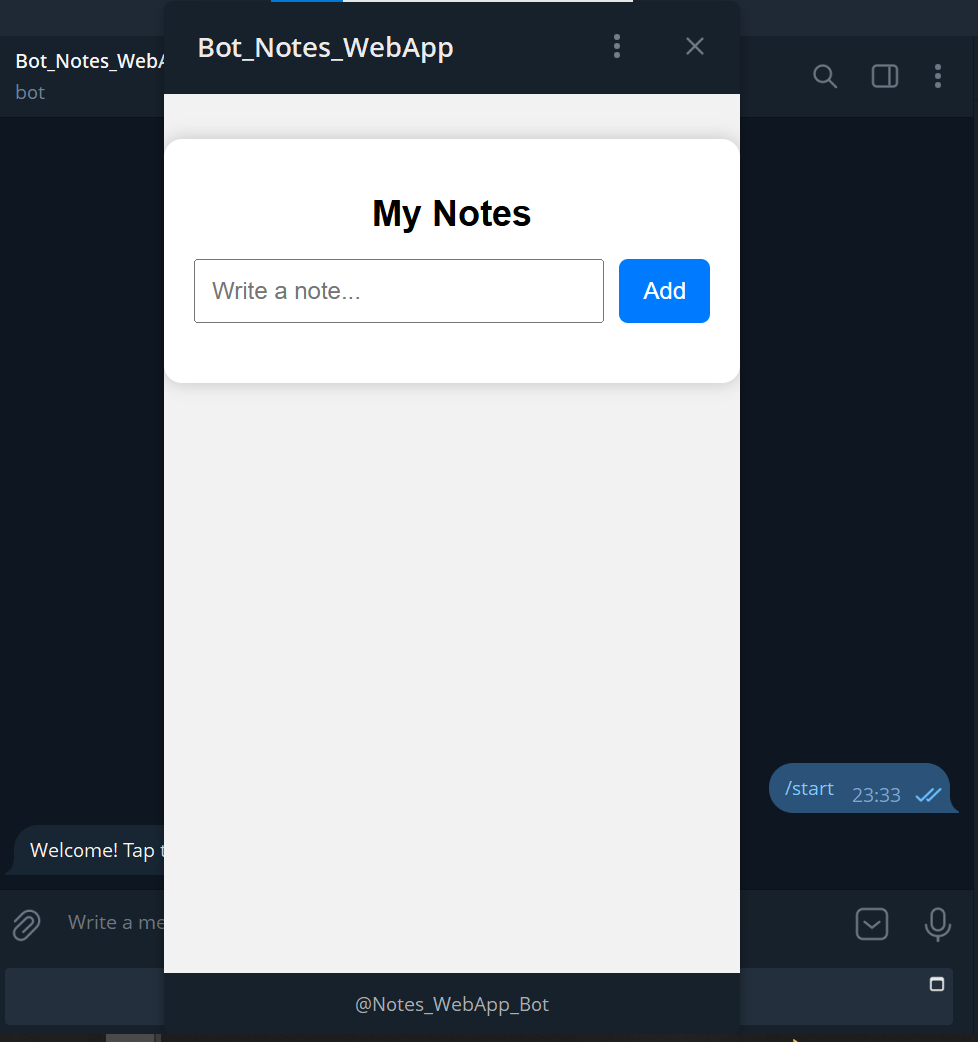 Bot_Notes_WebApp
Bot_Notes_WebA
bot
My Notes
Write a note...
Add
/start 23:33
Welcome! Tap t
Write a me
@Notes_WebApp_Bot